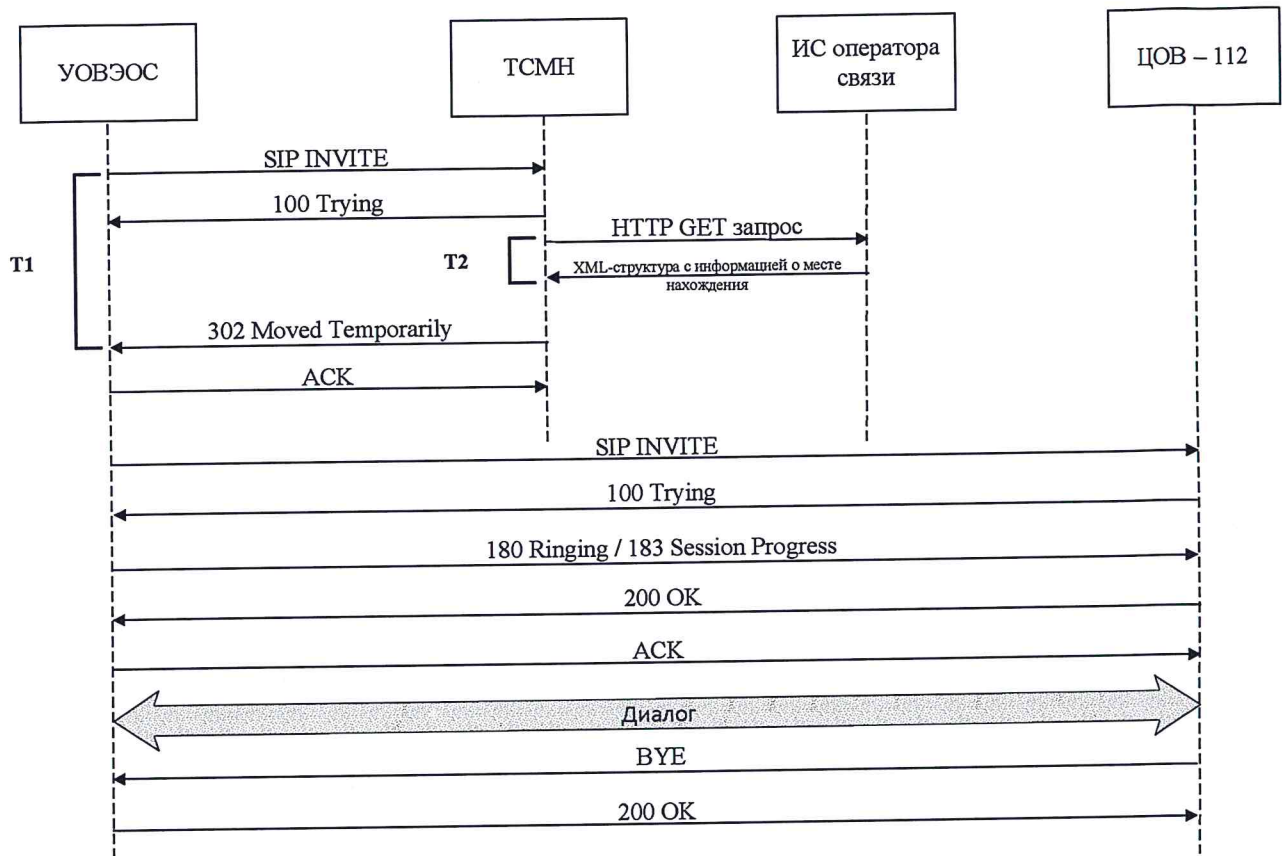 УОВЭОС
ТСМН
ИС оператора
связи
ЦОВ – 112
SIP INVITE
100 Trying
HTTP GET запрос
T1
T2
XML-структура с информацией о месте
нахождения
302 Moved Temporarily
ACK
SIP INVITE
100 Trying
180 Ringing / 183 Session Progress
200 OK
ACK
Диалог
BYE
200 OK